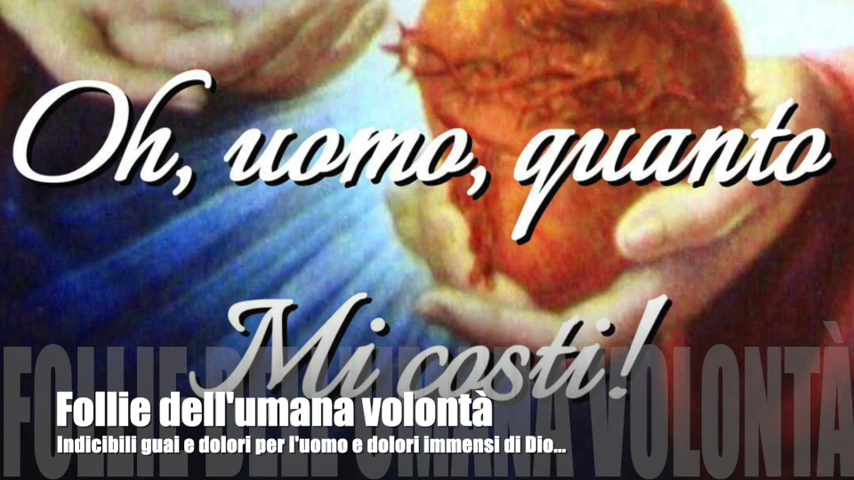 Oh, uomo, quanto
Mi costi!
FOLLIE DELL'UMANA VOLONTÀ
Follie dell'umana volontà
Indicibili guai e dolori per l'uomo e dolori immensi di Dio...